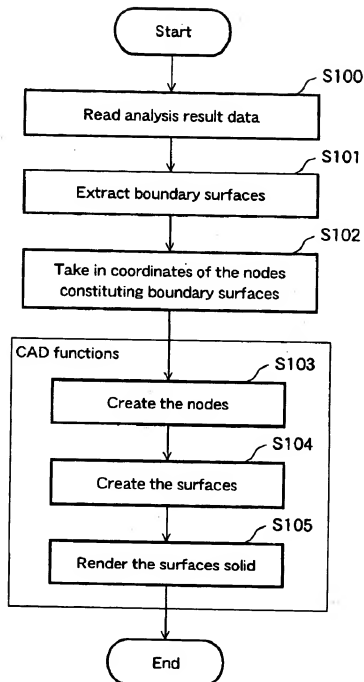 Start
S100
Read analysis result data
S101
Extract boundary surfaces
S102
Take in coordinates of the nodes
constituting boundary surfaces
CAD functions
S103
Create the nodes
S104
Create the surfaces
S105
Render the surfaces solid
End